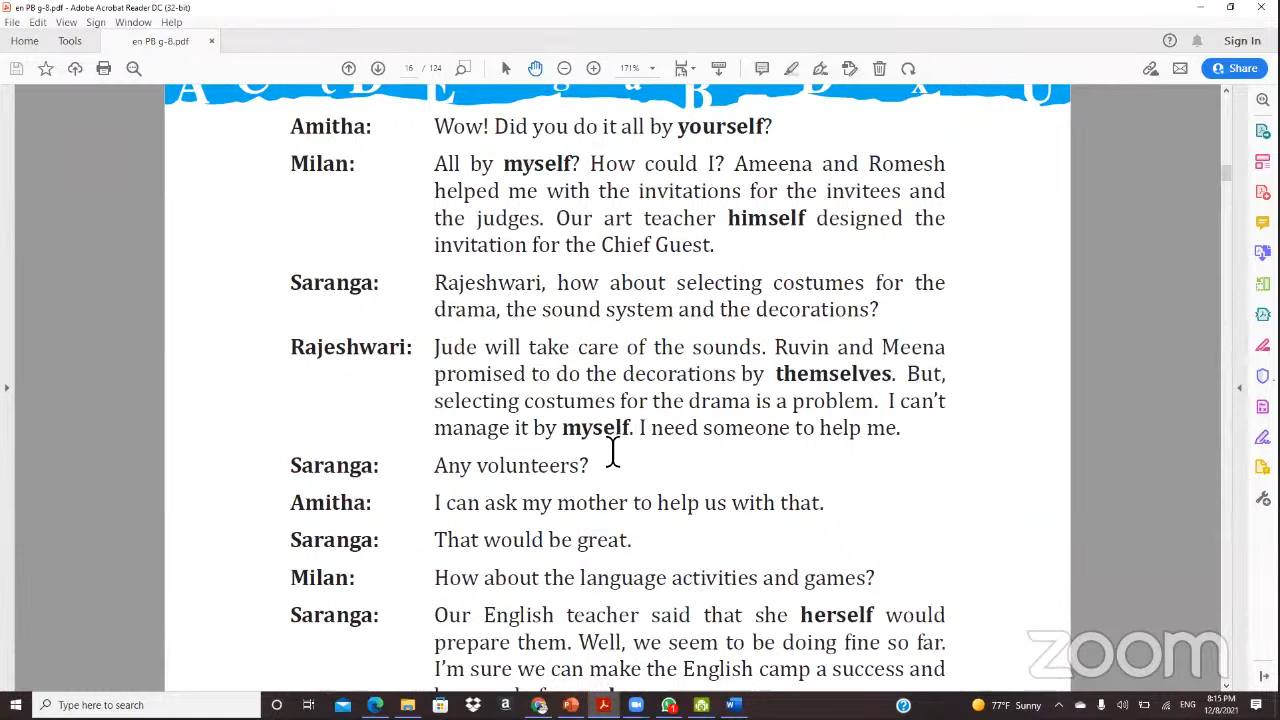 en PB g-8.pdf - Adobe Acrobat Reader DC (32-bit)
File Edit View Sign Window Help
Home Tools en PB g-8.pdf × Sign In
16 / 124 171% Share
A B
Amitha: Wow! Did you do it all by yourself?
Milan: All by myself? How could I? Ameena and Romesh
helped me with the invitations for the invitees and
the judges. Our art teacher himself designed the
invitation for the Chief Guest.
Saranga: Rajeshwari, how about selecting costumes for the
drama, the sound system and the decorations?
Rajeshwari: Jude will take care of the sounds. Ruvin and Meena
promised to do the decorations by themselves. But,
selecting costumes for the drama is a problem. I can't
manage it by myself. I need someone to help me.
Saranga: Any volunteers?
Amitha: I can ask my mother to help us with that.
Saranga: That would be great.
Milan: How about the language activities and games?
Saranga: Our English teacher said that she herself would
prepare them. Well, we seem to be doing fine so far.
I'm sure we can make the English camp a success and
zoom
Type here to search
77°F Sunny
8:15 PM
12/8/2021